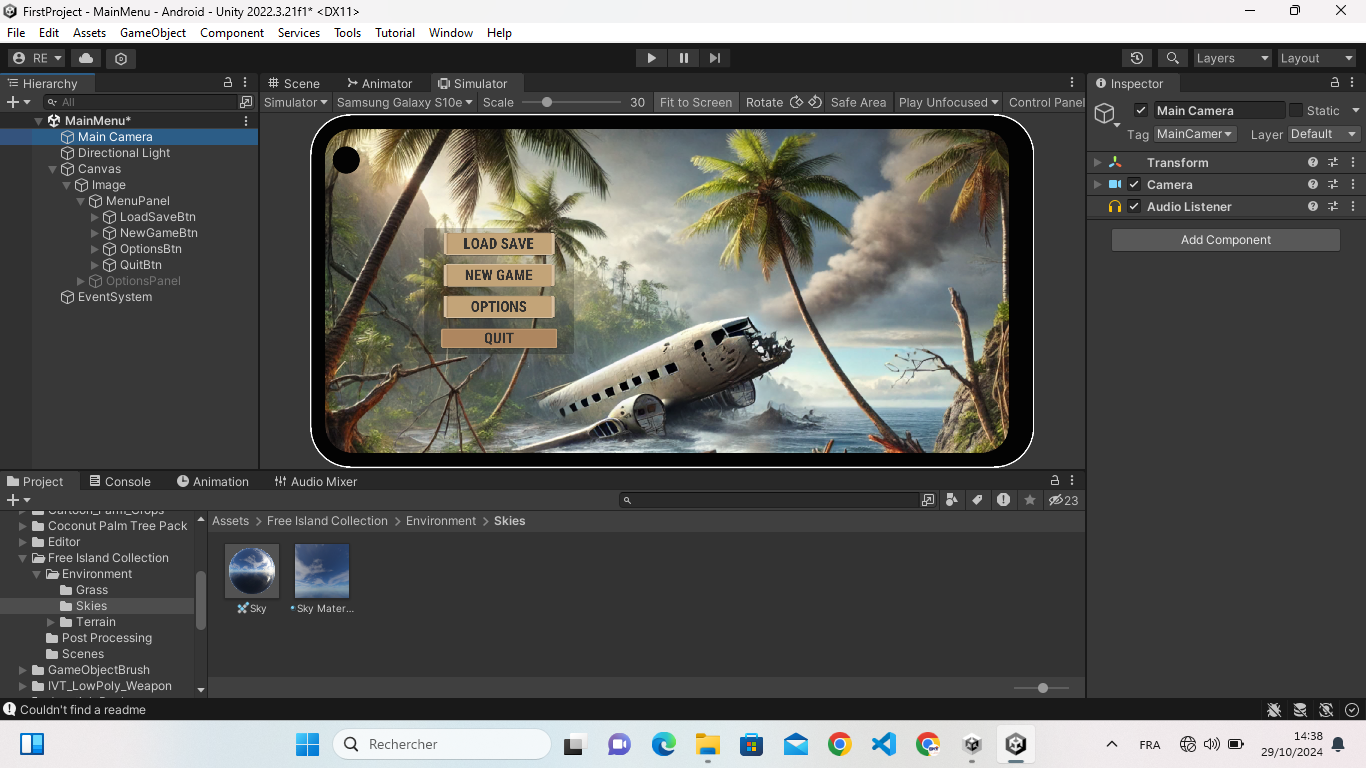 FirstProject - MainMenu - Android - Unity 2022.3.21f1* <DX11>
File Edit Assets GameObject Component Services Tools Tutorial Window Help
RE Layers Layout
Hierarchy Scene Animator Simulator Inspector
All Simulator Samsung Galaxy S10e Scale 30 Fit to Screen Rotate Safe Area Play Unfocused Control Panel
MainMenu*
Main Camera
Directional Light
Canvas
Image
MenuPanel
LoadSaveBtn
NewGameBtn
OptionsBtn
QuitBtn
OptionsPanel
EventSystem
LOAD SAVE
NEW GAME
OPTIONS
QUIT
Main Camera Static
Tag MainCamer Layer Default
Transform
Camera
Audio Listener
Add Component
Project Console Animation Audio Mixer
23
Coconut Palm Tree Pack
Editor
Free Island Collection
Environment
Grass
Skies
Terrain
Post Processing
Scenes
GameObjectBrush
IVT_LowPoly_Weapon
Assets > Free Island Collection > Environment > Skies
Sky Sky Mater...
Couldn't find a readme
Rechercher FRA 14:38
29/10/2024